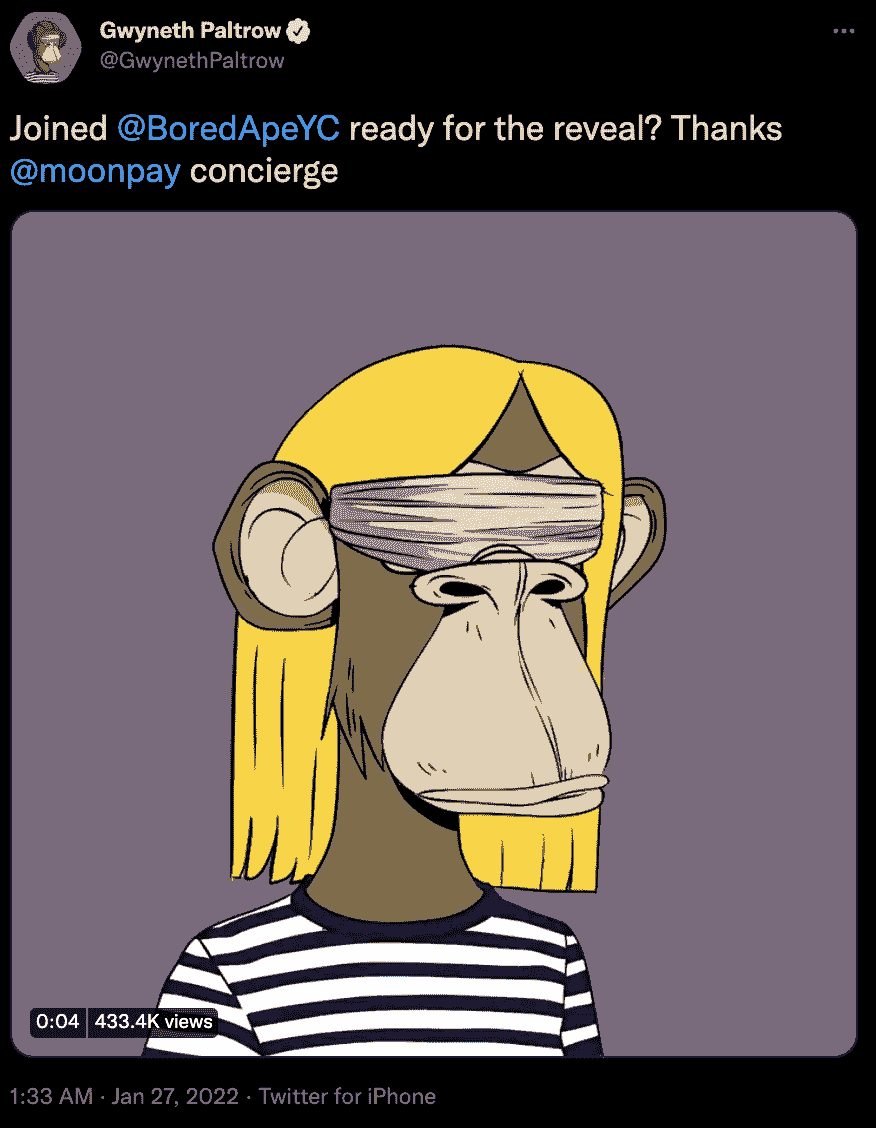 Gwyneth Paltrow
@GwynethPaltrow
Joined @BoredApeYC ready for the reveal? Thanks
@moonpay concierge
0:04 433.4K views
1:33 AM · Jan 27, 2022 · Twitter for iPhone